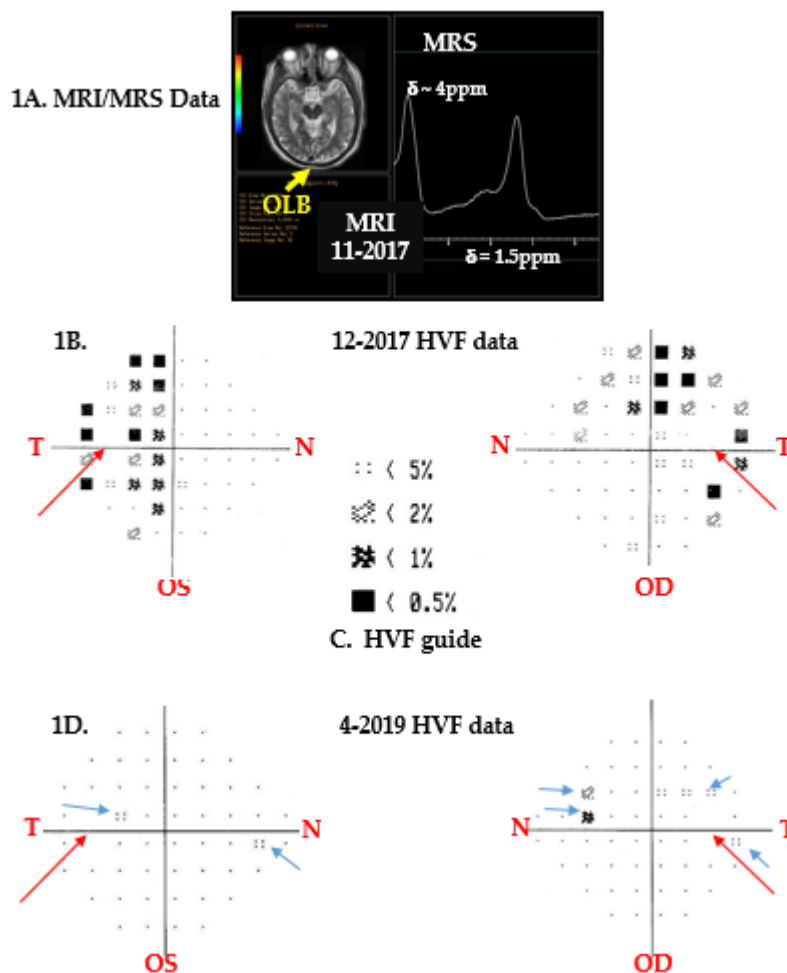 1A. MRI/MRS Data
MRS
δ ~ 4ppm
OLB
MRI
11-2017
δ = 1.5ppm
1B.
12-2017 HVF data
T
N
OS
N
T
OD
:: < 5%
< 2%
< 1%
■ < 0.5%
C. HVF guide
1D.
4-2019 HVF data
T
N
OS
N
T
OD